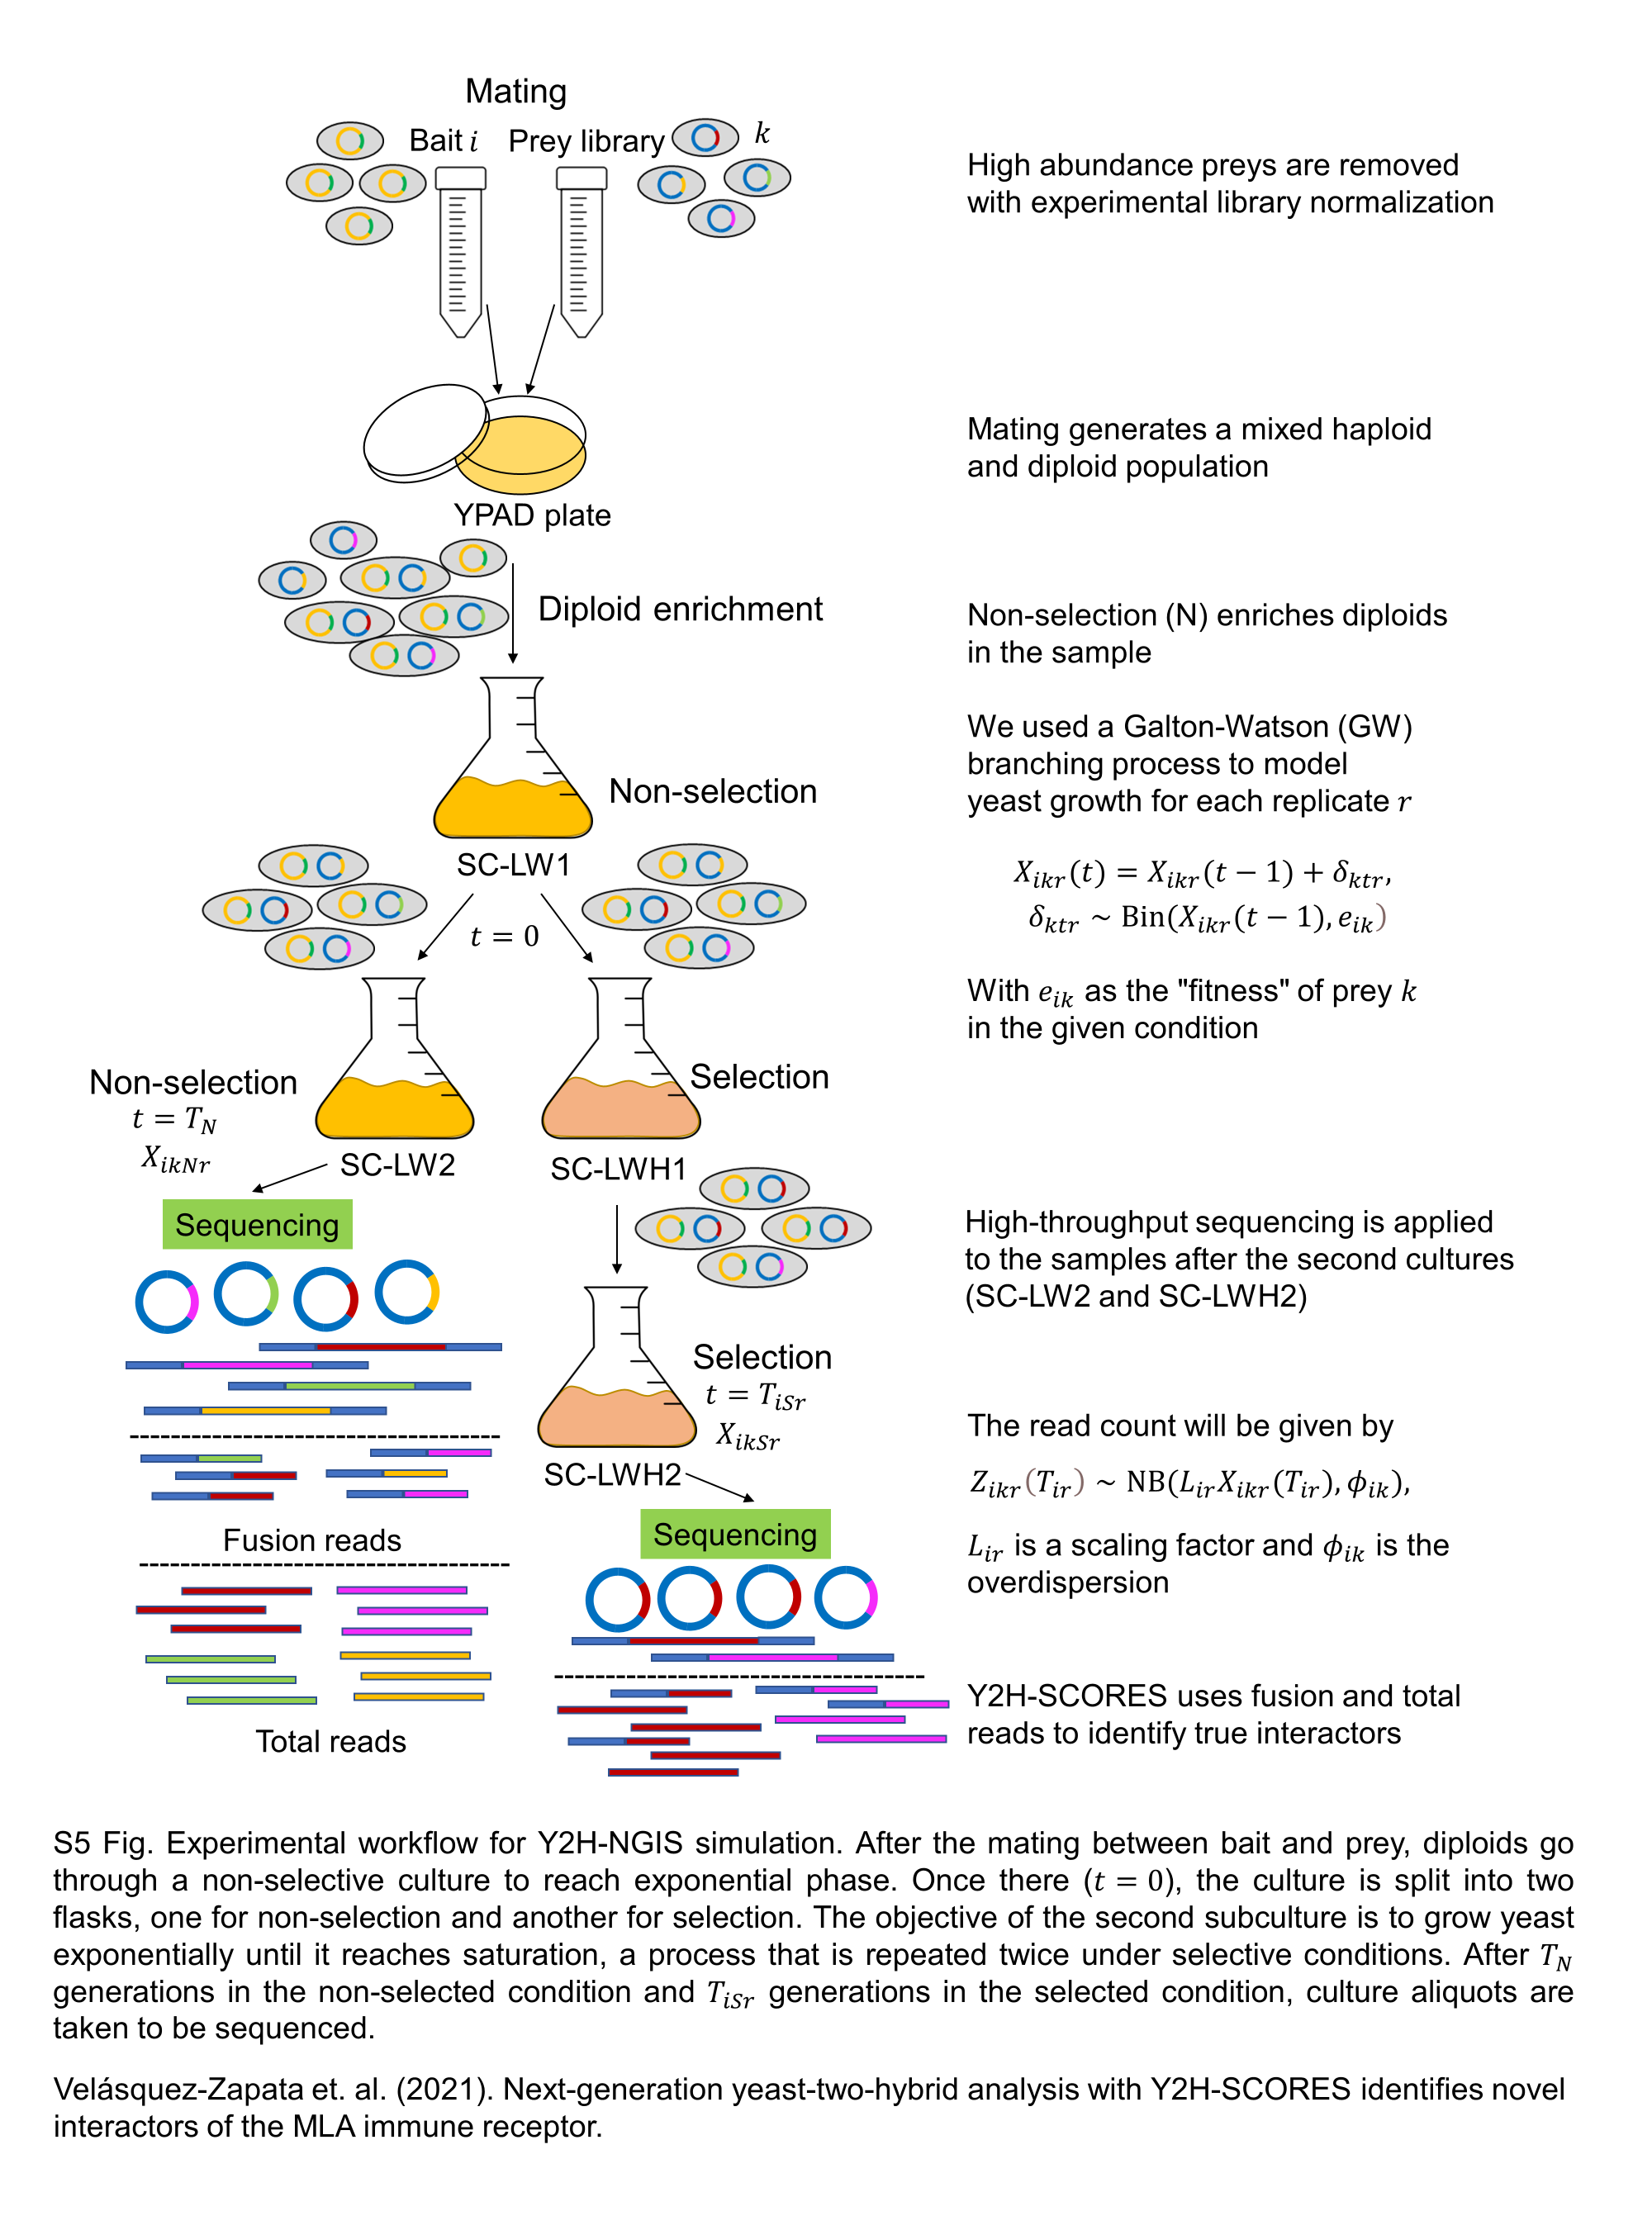 Mating
Bait i
Prey library
k
High abundance preys are removed
with experimental library normalization
Mating generates a mixed haploid
and diploid population
YPAD plate
Diploid enrichment
Non-selection (N) enriches diploids
in the sample
We used a Galton-Watson (GW)
branching process to model
yeast growth for each replicate r
Non-selection
SC-LW1
t = 0
X_{ikr}(t) = X_{ikr}(t − 1) + δ_{ktr},
δ_{ktr} ~ Bin(X_{ikr}(t − 1), e_{ik})
With e_{ik} as the "fitness" of prey k
in the given condition
Non-selection
t = T_N
X_{ikNr}
SC-LW2
Selection
SC-LWH1
Sequencing
High-throughput sequencing is applied
to the samples after the second cultures
(SC-LW2 and SC-LWH2)
Selection
t = T_{iSr}
X_{ikSr}
SC-LWH2
The read count will be given by
Z_{ikr}(T_{ir}) ~ NB(L_{ir}X_{ikr}(T_{ir}), ϕ_{ik}),
L_{ir} is a scaling factor and ϕ_{ik} is the
overdispersion
Fusion reads
Sequencing
Total reads
Y2H-SCORES uses fusion and total
reads to identify true interactors
S5 Fig. Experimental workflow for Y2H-NGIS simulation. After the mating between bait and prey, diploids go
through a non-selective culture to reach exponential phase. Once there (t = 0), the culture is split into two
flasks, one for non-selection and another for selection. The objective of the second subculture is to grow yeast
exponentially until it reaches saturation, a process that is repeated twice under selective conditions. After T_N
generations in the non-selected condition and T_{iSr} generations in the selected condition, culture aliquots are
taken to be sequenced.
Velásquez-Zapata et. al. (2021). Next-generation yeast-two-hybrid analysis with Y2H-SCORES identifies novel
interactors of the MLA immune receptor.